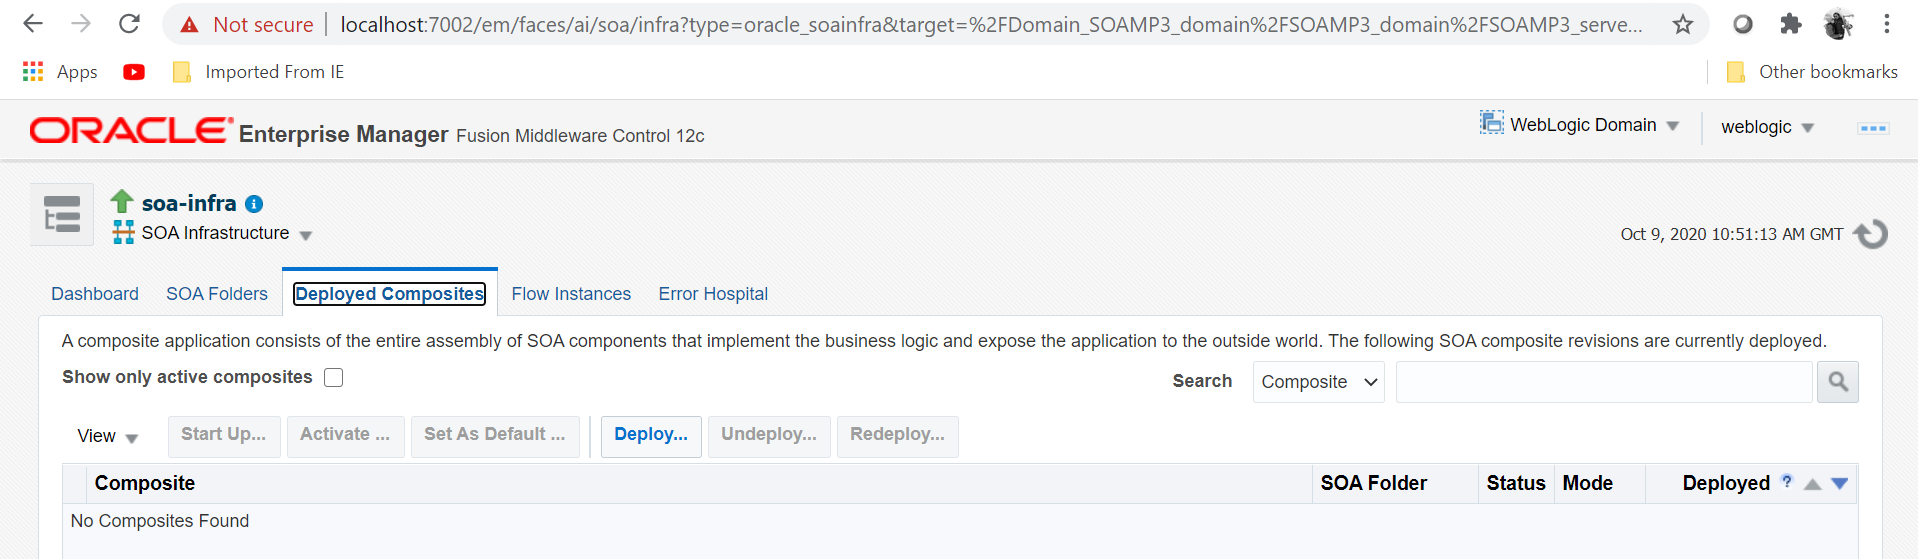 Not secure | localhost:7002/em/faces/ai/soa/infra?type=oracle_soainfra&target=%2FDomain_SOAMP3_domain%2FSOAMP3_domain%2FSOAMP3_serve...
Apps Imported From IE Other bookmarks
ORACLE® Enterprise Manager Fusion Middleware Control 12c WebLogic Domain weblogic
soa-infra
SOA Infrastructure
Oct 9, 2020 10:51:13 AM GMT
Dashboard SOA Folders Deployed Composites Flow Instances Error Hospital
A composite application consists of the entire assembly of SOA components that implement the business logic and expose the application to the outside world. The following SOA composite revisions are currently deployed.
Show only active composites Search Composite
View Start Up... Activate ... Set As Default ... Deploy... Undeploy... Redeploy...
Composite SOA Folder Status Mode Deployed ?
No Composites Found